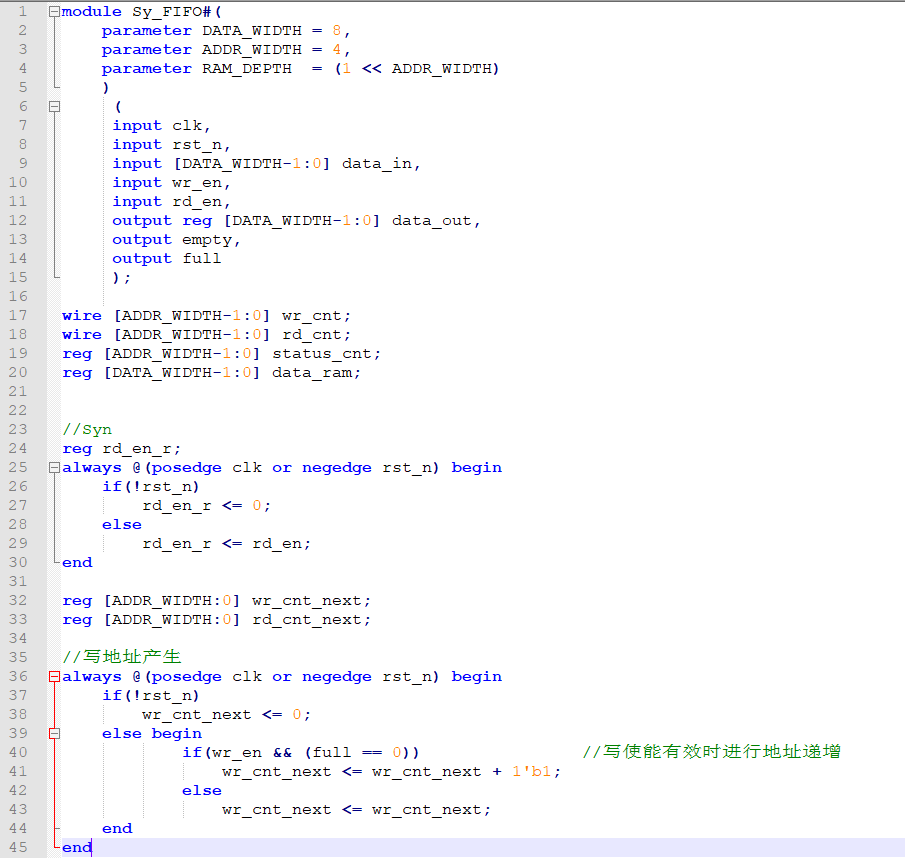 1 module Sy_FIFO#(
2     parameter DATA_WIDTH = 8,
3     parameter ADDR_WIDTH = 4,
4     parameter RAM_DEPTH  = (1 << ADDR_WIDTH)
5     )
6      (
7      input clk,
8      input rst_n,
9      input [DATA_WIDTH-1:0] data_in,
10      input wr_en,
11      input rd_en,
12      output reg [DATA_WIDTH-1:0] data_out,
13      output empty,
14      output full
15      );
16
17 wire [ADDR_WIDTH-1:0] wr_cnt;
18 wire [ADDR_WIDTH-1:0] rd_cnt;
19 reg [ADDR_WIDTH-1:0] status_cnt;
20 reg [DATA_WIDTH-1:0] data_ram;
21
22
23 //Syn
24 reg rd_en_r;
25 always @(posedge clk or negedge rst_n) begin
26     if(!rst_n)
27         rd_en_r <= 0;
28     else
29         rd_en_r <= rd_en;
30 end
31
32 reg [ADDR_WIDTH:0] wr_cnt_next;
33 reg [ADDR_WIDTH:0] rd_cnt_next;
34
35 //写地址产生
36 always @(posedge clk or negedge rst_n) begin
37     if(!rst_n)
38         wr_cnt_next <= 0;
39     else begin
40             if(wr_en && (full == 0))                //写使能有效时进行地址递增
41                 wr_cnt_next <= wr_cnt_next + 1'b1;
42             else
43                 wr_cnt_next <= wr_cnt_next;
44     end
45 end